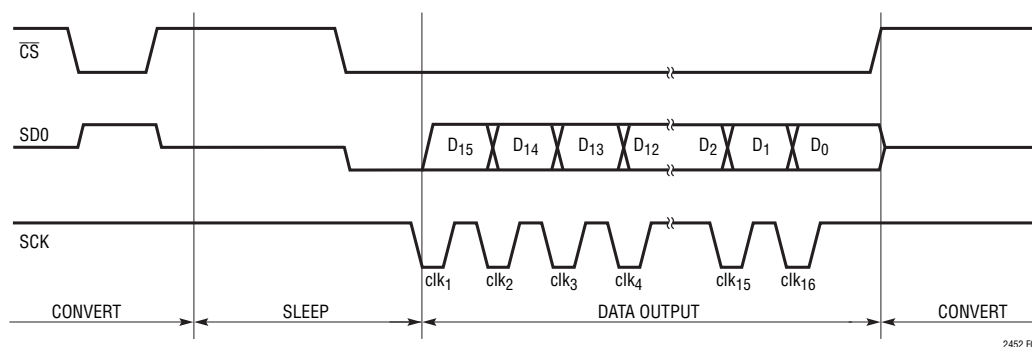 CS
SD0
D15 D14 D13 D12 D2 D1 D0
SCK
clk1 clk2 clk3 clk4 clk15 clk16
CONVERT SLEEP DATA OUTPUT CONVERT